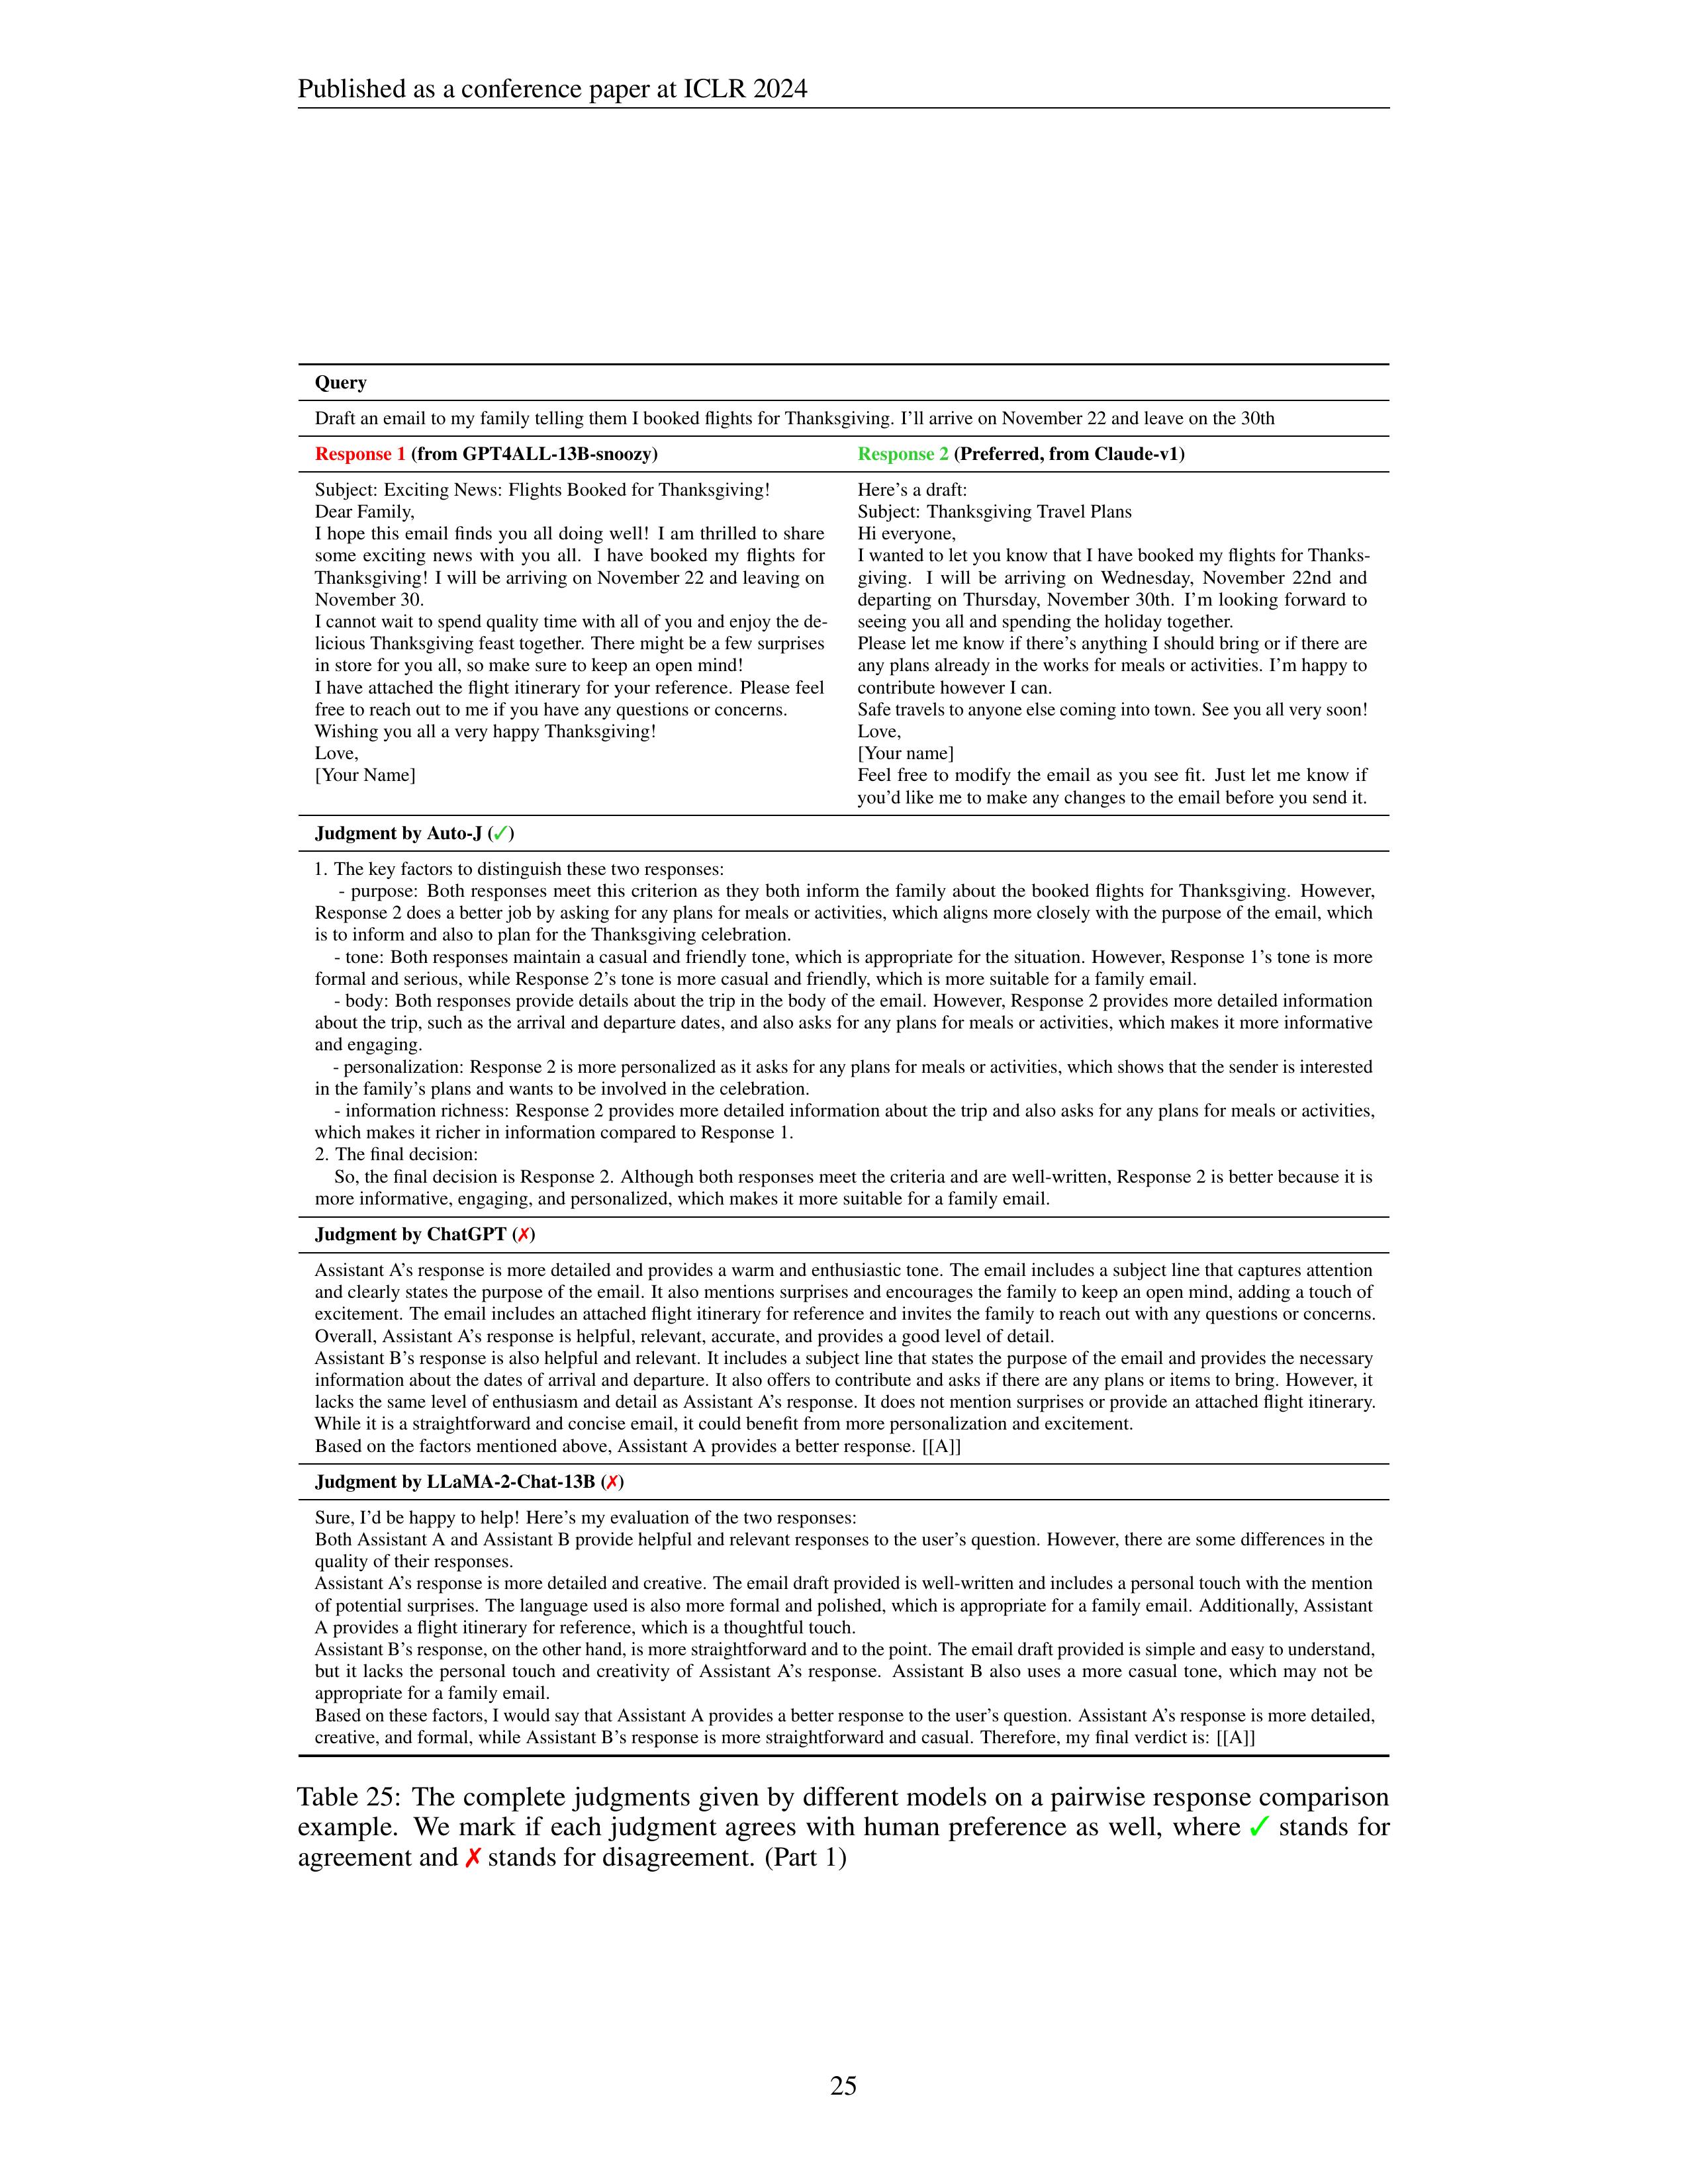 Published as a conference paper at ICLR 2024
Query
Draft an email to my family telling them I booked flights for Thanksgiving. I'll arrive on November 22 and leave on the 30th
Response 1 (from GPT4ALL-13B-snoozy)
Subject: Exciting News: Flights Booked for Thanksgiving!
Dear Family,
I hope this email finds you all doing well! I am thrilled to share
some exciting news with you all. I have booked my flights for
Thanksgiving! I will be arriving on November 22 and leaving on
November 30.
I cannot wait to spend quality time with all of you and enjoy the de-
licious Thanksgiving feast together. There might be a few surprises
in store for you all, so make sure to keep an open mind!
I have attached the flight itinerary for your reference. Please feel
free to reach out to me if you have any questions or concerns.
Wishing you all a very happy Thanksgiving!
Love,
[Your Name]
Response 2 (Preferred, from Claude-v1)
Here's a draft:
Subject: Thanksgiving Travel Plans
Hi everyone,
I wanted to let you know that I have booked my flights for Thanks-
giving. I will be arriving on Wednesday, November 22nd and
departing on Thursday, November 30th. I'm looking forward to
seeing you all and spending the holiday together.
Please let me know if there's anything I should bring or if there are
any plans already in the works for meals or activities. I'm happy to
contribute however I can.
Safe travels to anyone else coming into town. See you all very soon!
Love,
[Your name]
Feel free to modify the email as you see fit. Just let me know if
you'd like me to make any changes to the email before you send it.
Judgment by Auto-J (✓)
1. The key factors to distinguish these two responses:
- purpose: Both responses meet this criterion as they both inform the family about the booked flights for Thanksgiving. However,
Response 2 does a better job by asking for any plans for meals or activities, which aligns more closely with the purpose of the email, which
is to inform and also to plan for the Thanksgiving celebration.
- tone: Both responses maintain a casual and friendly tone, which is appropriate for the situation. However, Response 1's tone is more
formal and serious, while Response 2's tone is more casual and friendly, which is more suitable for a family email.
- body: Both responses provide details about the trip in the body of the email. However, Response 2 provides more detailed information
about the trip, such as the arrival and departure dates, and also asks for any plans for meals or activities, which makes it more informative
and engaging.
- personalization: Response 2 is more personalized as it asks for any plans for meals or activities, which shows that the sender is interested
in the family's plans and wants to be involved in the celebration.
- information richness: Response 2 provides more detailed information about the trip and also asks for any plans for meals or activities,
which makes it richer in information compared to Response 1.
2. The final decision:
So, the final decision is Response 2. Although both responses meet the criteria and are well-written, Response 2 is better because it is
more informative, engaging, and personalized, which makes it more suitable for a family email.
Judgment by ChatGPT (✗)
Assistant A's response is more detailed and provides a warm and enthusiastic tone. The email includes a subject line that captures attention
and clearly states the purpose of the email. It also mentions surprises and encourages the family to keep an open mind, adding a touch of
excitement. The email includes an attached flight itinerary for reference and invites the family to reach out with any questions or concerns.
Overall, Assistant A's response is helpful, relevant, accurate, and provides a good level of detail.
Assistant B's response is also helpful and relevant. It includes a subject line that states the purpose of the email and provides the necessary
information about the dates of arrival and departure. It also offers to contribute and asks if there are any plans or items to bring. However, it
lacks the same level of enthusiasm and detail as Assistant A's response. It does not mention surprises or provide an attached flight itinerary.
While it is a straightforward and concise email, it could benefit from more personalization and excitement.
Based on the factors mentioned above, Assistant A provides a better response. [[A]]
Judgment by LLaMA-2-Chat-13B (✗)
Sure, I'd be happy to help! Here's my evaluation of the two responses:
Both Assistant A and Assistant B provide helpful and relevant responses to the user's question. However, there are some differences in the
quality of their responses.
Assistant A's response is more detailed and creative. The email draft provided is well-written and includes a personal touch with the mention
of potential surprises. The language used is also more formal and polished, which is appropriate for a family email. Additionally, Assistant
A provides a flight itinerary for reference, which is a thoughtful touch.
Assistant B's response, on the other hand, is more straightforward and to the point. The email draft provided is simple and easy to understand,
but it lacks the personal touch and creativity of Assistant A's response. Assistant B also uses a more casual tone, which may not be
appropriate for a family email.
Based on these factors, I would say that Assistant A provides a better response to the user's question. Assistant A's response is more detailed,
creative, and formal, while Assistant B's response is more straightforward and casual. Therefore, my final verdict is: [[A]]
Table 25: The complete judgments given by different models on a pairwise response comparison
example. We mark if each judgment agrees with human preference as well, where ✓ stands for
agreement and ✗ stands for disagreement. (Part 1)
25